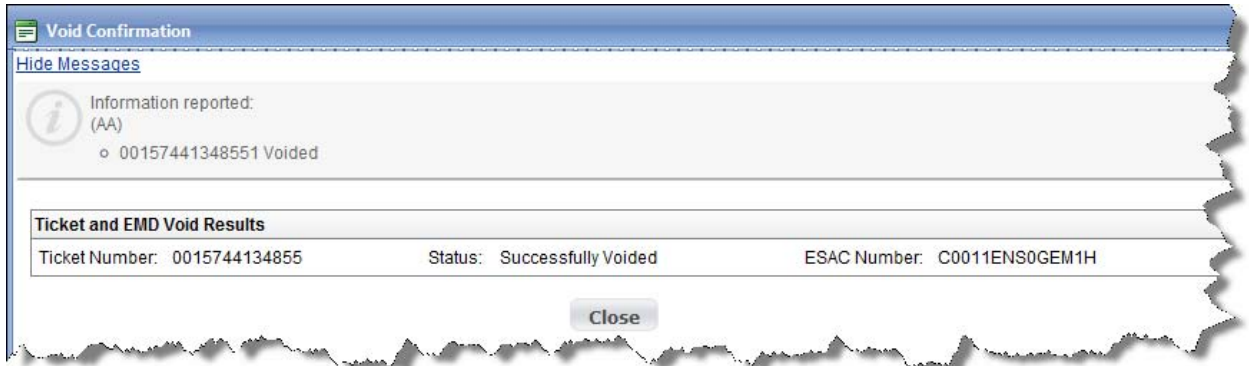 Void Confirmation
Hide Messages
Information reported:
(AA)
00157441348551 Voided
Ticket and EMD Void Results
Ticket Number: 0015744134855 Status: Successfully Voided ESAC Number: C0011ENS0GEM1H
Close